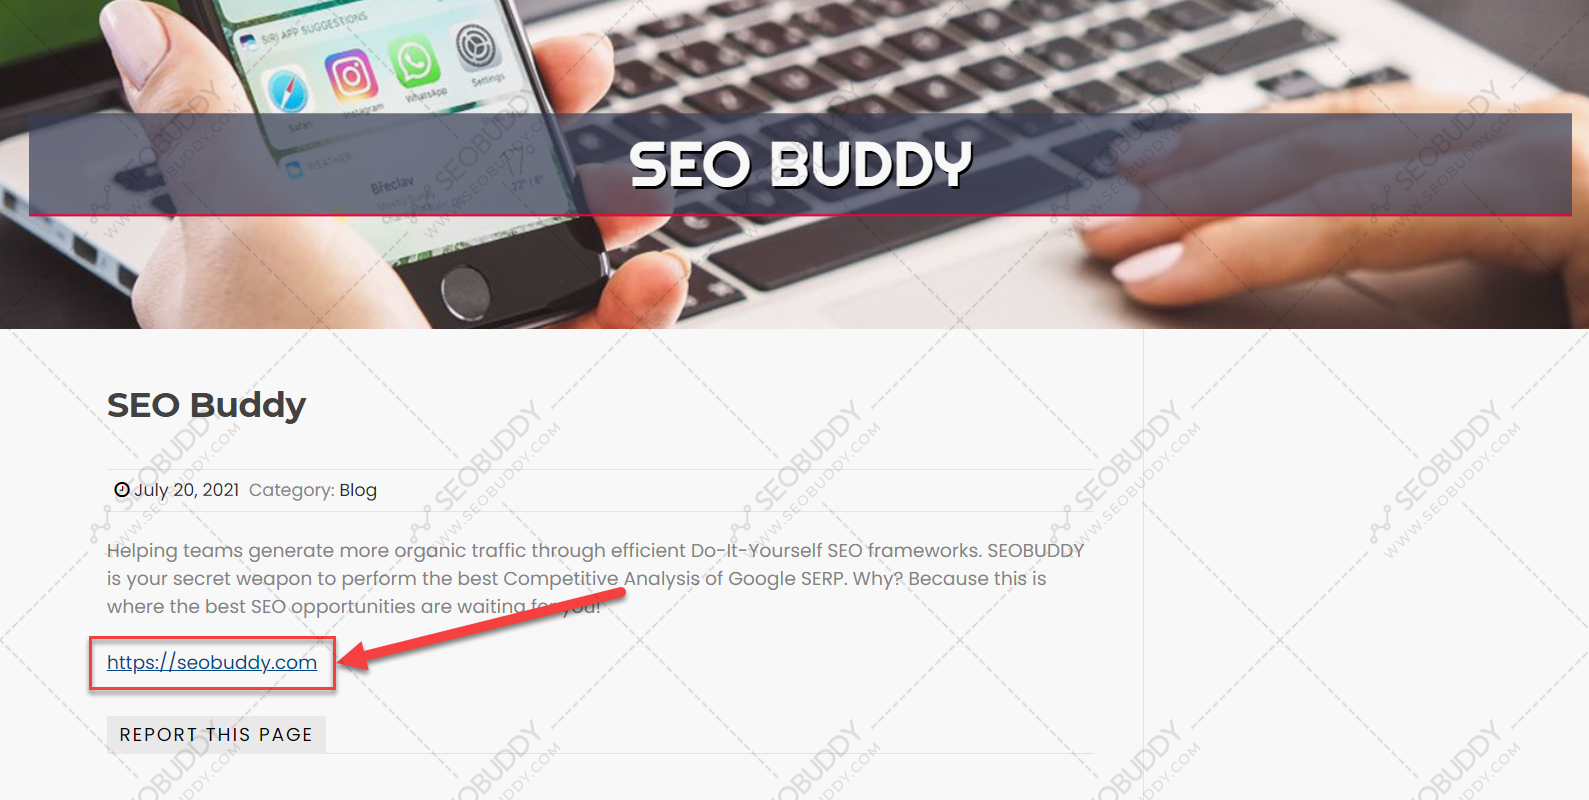 SIRI APP SUGGESTIONS
Safari
Instagram
WhatsApp
Settings
WEATHER
Břeclav
SEO BUDDY
SEO Buddy
July 20, 2021 Category: Blog
Helping teams generate more organic traffic through efficient Do-It-Yourself SEO frameworks. SEOBUDDY
is your secret weapon to perform the best Competitive Analysis of Google SERP. Why? Because this is
where the best SEO opportunities are waiting for you!
https://seobuddy.com
REPORT THIS PAGE
SEOBUDDY
WWW.SEOBUDDY.COM